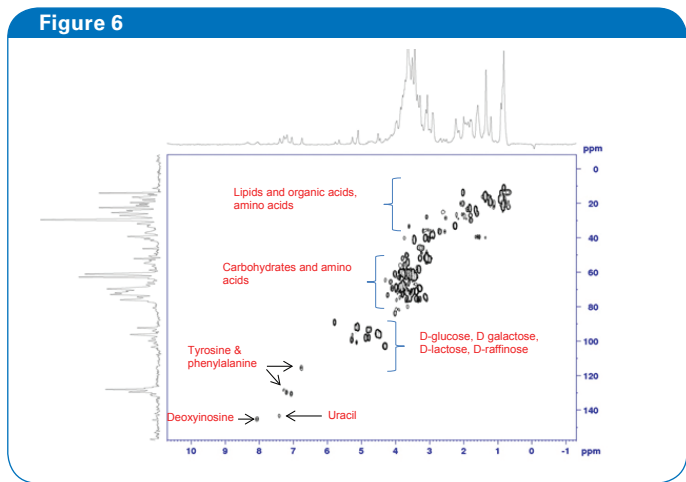 Figure 6
ppm
0
Lipids and organic acids,
amino acids
20
40
Carbohydrates and amino
acids
60
80
D-glucose, D galactose,
D-lactose, D-raffinose
100
Tyrosine &
phenylalanine
120
Deoxyinosine
Uracil
140
10 9 8 7 6 5 4 3 2 1 0 -1 ppm